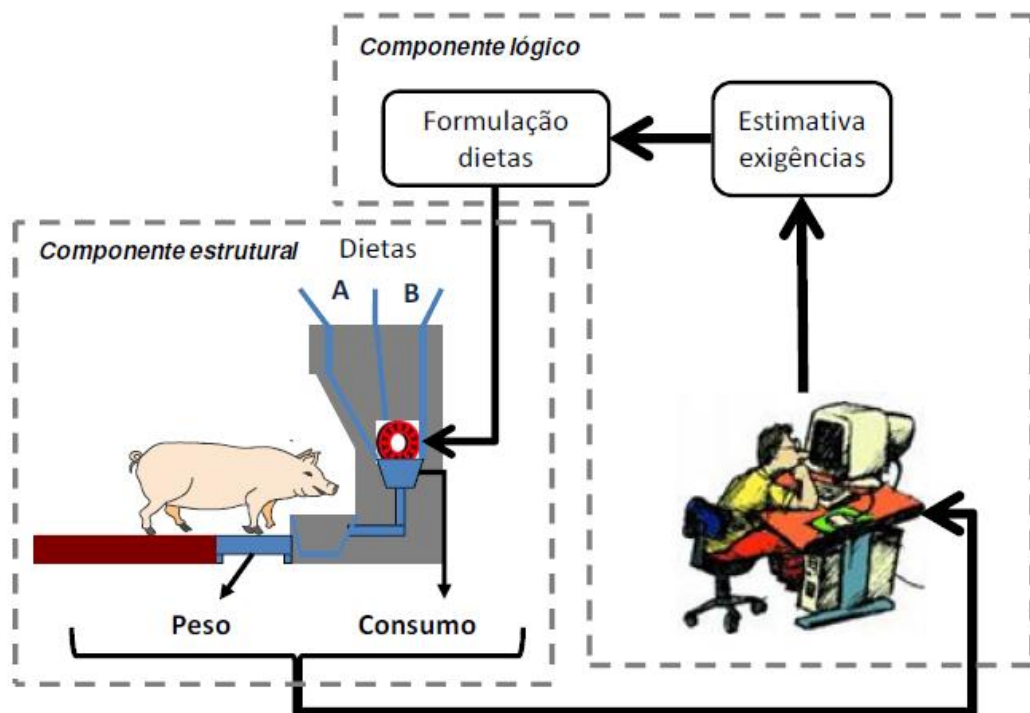 Componente lógico
Formulação
dietas
Estimativa
exigências
Componente estrutural
Dietas
A
B
Peso
Consumo